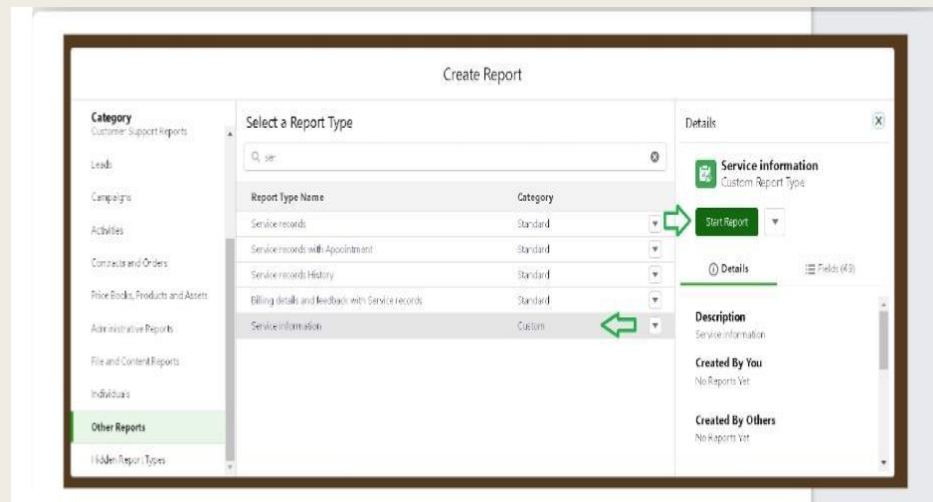 Create Report
Category
Customer Support Reports
Leads
Campaigns
Activities
Contracts and Orders
Price Books, Products and Assets
Administrative Reports
File and Content Reports
Individuals
Other Reports
Hidden Report Types
Select a Report Type
ser
Report Type Name Category
Service records Standard
Service records with Appointment Standard
Service records History Standard
Billing details and feedback with Service records Standard
Service information Custom
Details
X
Service information
Custom Report Type
Start Report
Details Fields (43)
Description
Service information
Created By You
No Reports Yet
Created By Others
No Reports Yet